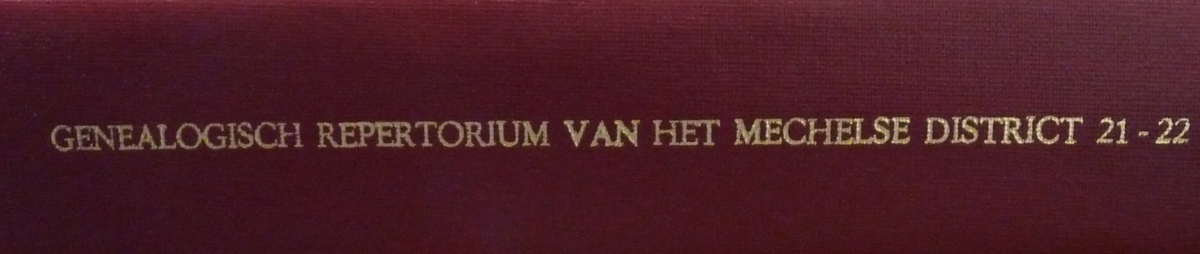 GENEALOGISCH REPERTORIUM VAN HET MECHELSE DISTRICT 21 - 22